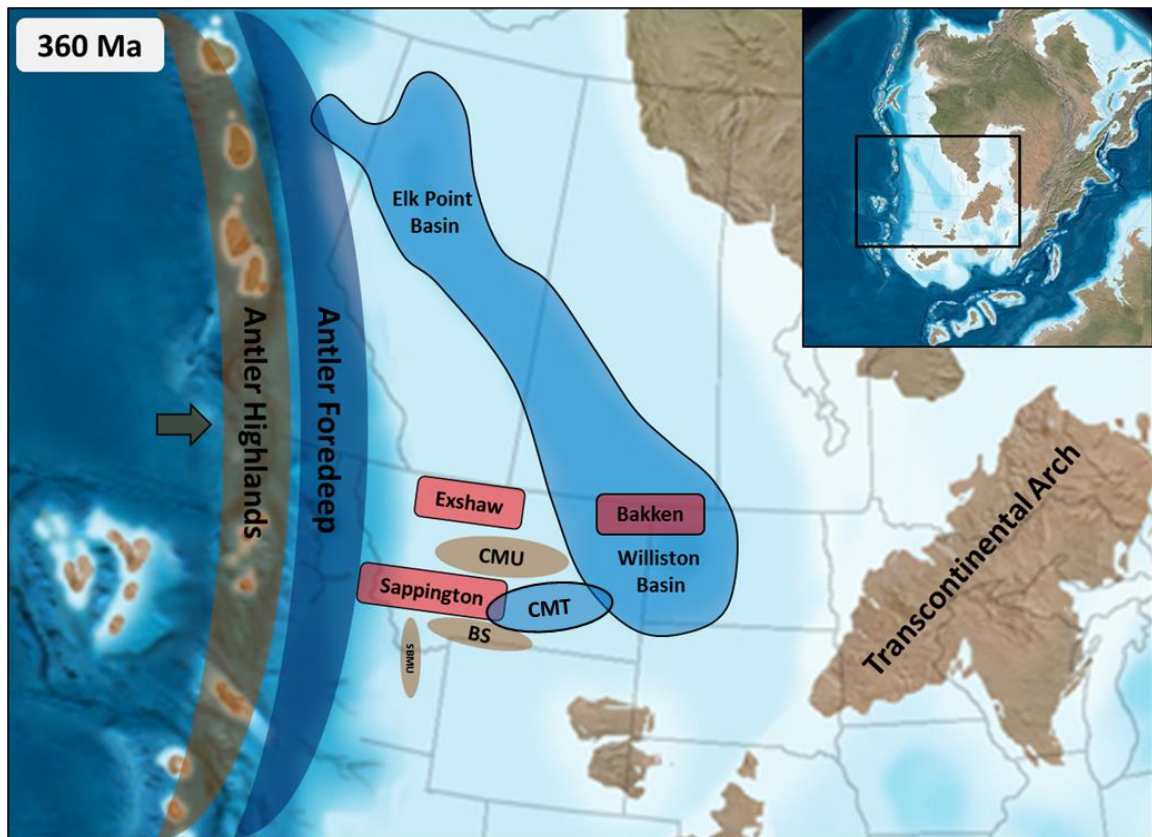 360 Ma
Elk Point
Basin
Antler Highlands
Antler Foredeep
Exshaw
Bakken
CMU
Williston
Basin
Sappington
CMT
BS
SBMU
Transcontinental Arch